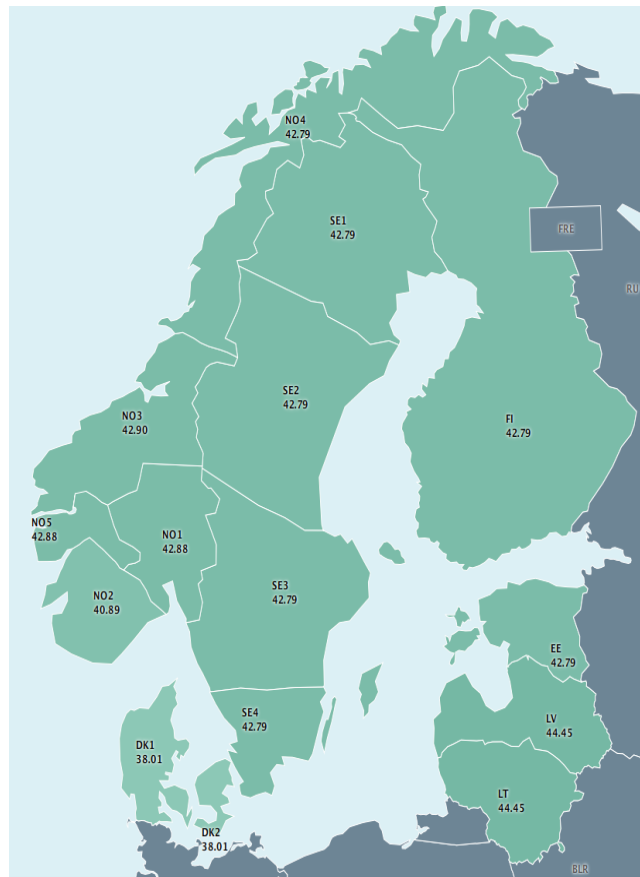 NO4
42.79
SE1
42.79
FRE
RU
SE2
42.79
NO3
42.90
FI
42.79
NO5
42.88
NO1
42.88
NO2
40.89
SE3
42.79
EE
42.79
SE4
42.79
LV
44.45
DK1
38.01
LT
44.45
DK2
38.01
BLR